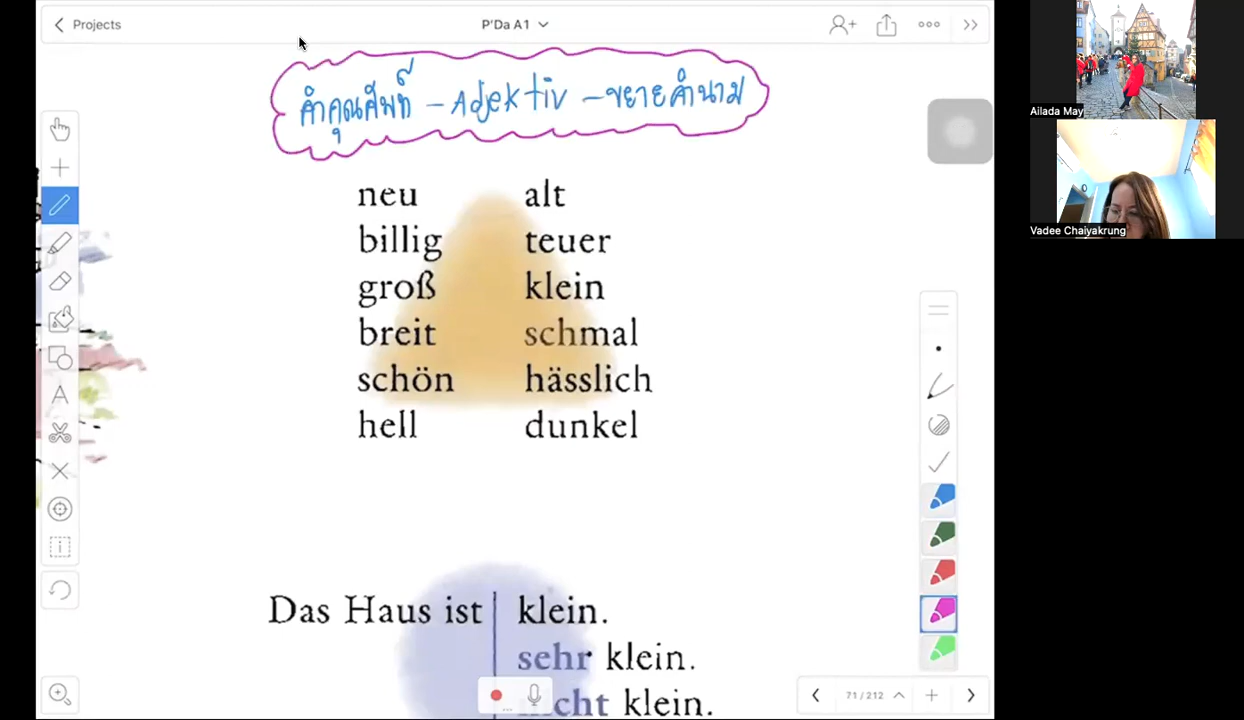 Projects
P'Da A1
คำคุณศัพท์ - Adjektiv - ขยายคำนาม
neu alt
billig teuer
groß klein
breit schmal
schön hässlich
hell dunkel
Das Haus ist klein.
sehr klein.
cht klein.
71 / 212
Ailada May
Vadee Chaiyakrung